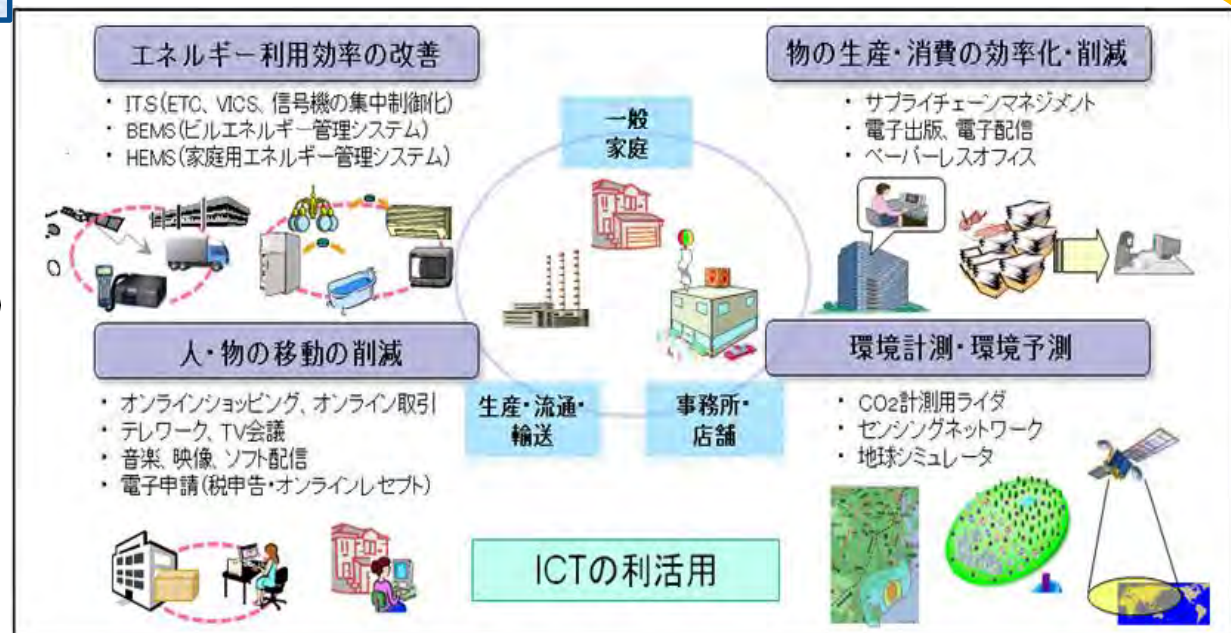 エネルギー利用効率の改善
・ ITS(ETC、VICS、信号機の集中制御化)
・ BEMS(ビルエネルギー管理システム)
・ HEMS(家庭用エネルギー管理システム)
物の生産・消費の効率化・削減
・ サプライチェーンマネジメント
・ 電子出版、電子配信
・ ペーパーレスオフィス
一般
家庭
人・物の移動の削減
・ オンラインショッピング、オンライン取引
・ テレワーク、TV会議
・ 音楽、映像、ソフト配信
・ 電子申請(税申告・オンラインレセプト)
生産・流通・
輸送
事務所・
店舗
環境計測・環境予測
・ CO2計測用ライダ
・ センシングネットワーク
・ 地球シミュレータ
ICTの利活用